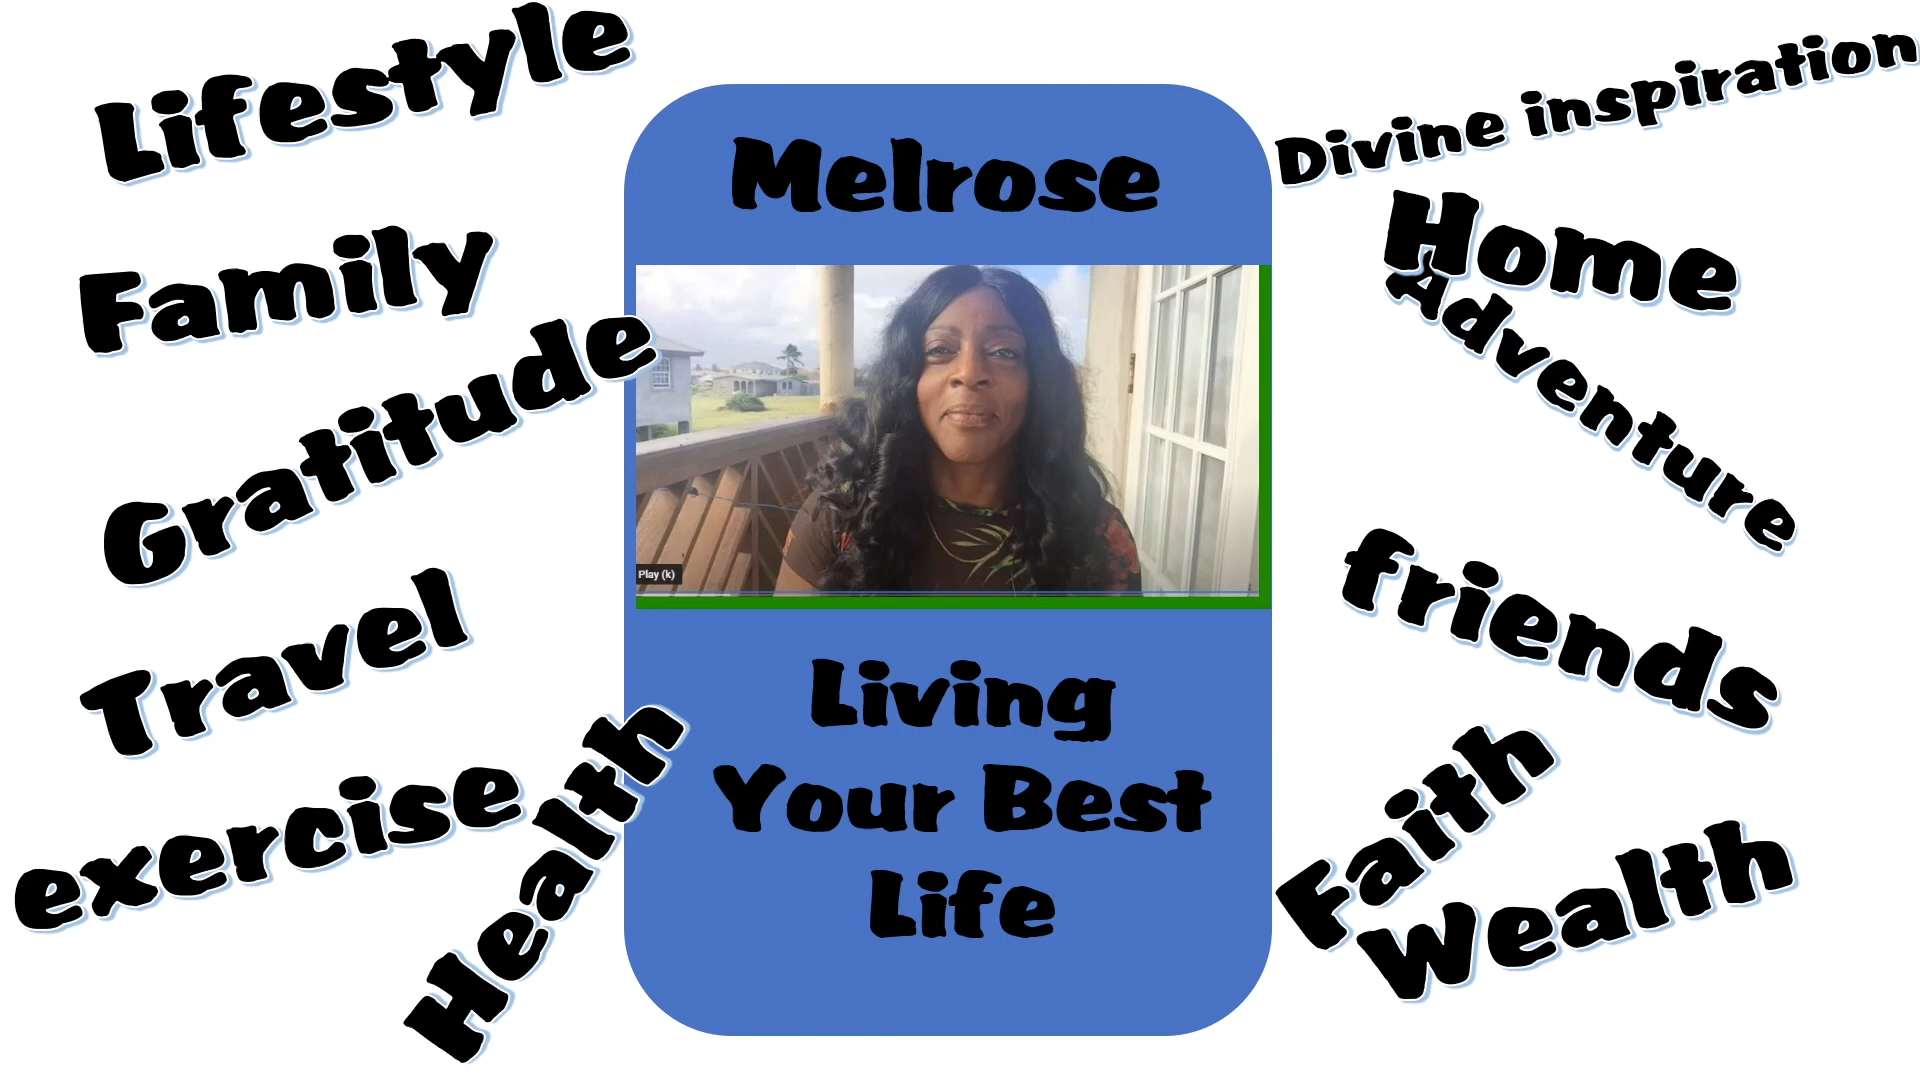 Lifestyle
Family
Gratitude
Travel
exercise
Health
Melrose
Play (k)
Living
Your Best
Life
Divine inspiration
Home
Adventure
friends
Faith
Wealth